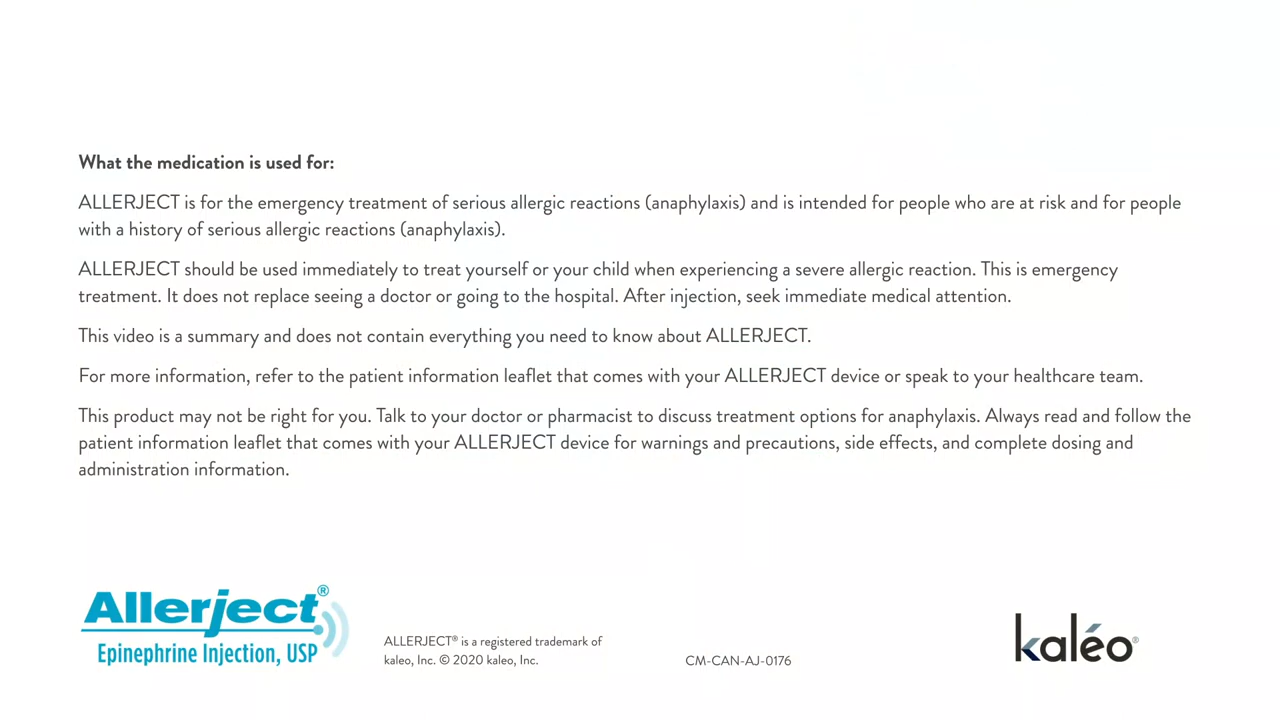 What the medication is used for:
ALLERJECT is for the emergency treatment of serious allergic reactions (anaphylaxis) and is intended for people who are at risk and for people
with a history of serious allergic reactions (anaphylaxis).
ALLERJECT should be used immediately to treat yourself or your child when experiencing a severe allergic reaction. This is emergency
treatment. It does not replace seeing a doctor or going to the hospital. After injection, seek immediate medical attention.
This video is a summary and does not contain everything you need to know about ALLERJECT.
For more information, refer to the patient information leaflet that comes with your ALLERJECT device or speak to your healthcare team.
This product may not be right for you. Talk to your doctor or pharmacist to discuss treatment options for anaphylaxis. Always read and follow the
patient information leaflet that comes with your ALLERJECT device for warnings and precautions, side effects, and complete dosing and
administration information.
Allerject®
Epinephrine Injection, USP
ALLERJECT® is a registered trademark of
kaleo, Inc. © 2020 kaleo, Inc.
CM-CAN-AJ-0176
kaléo®